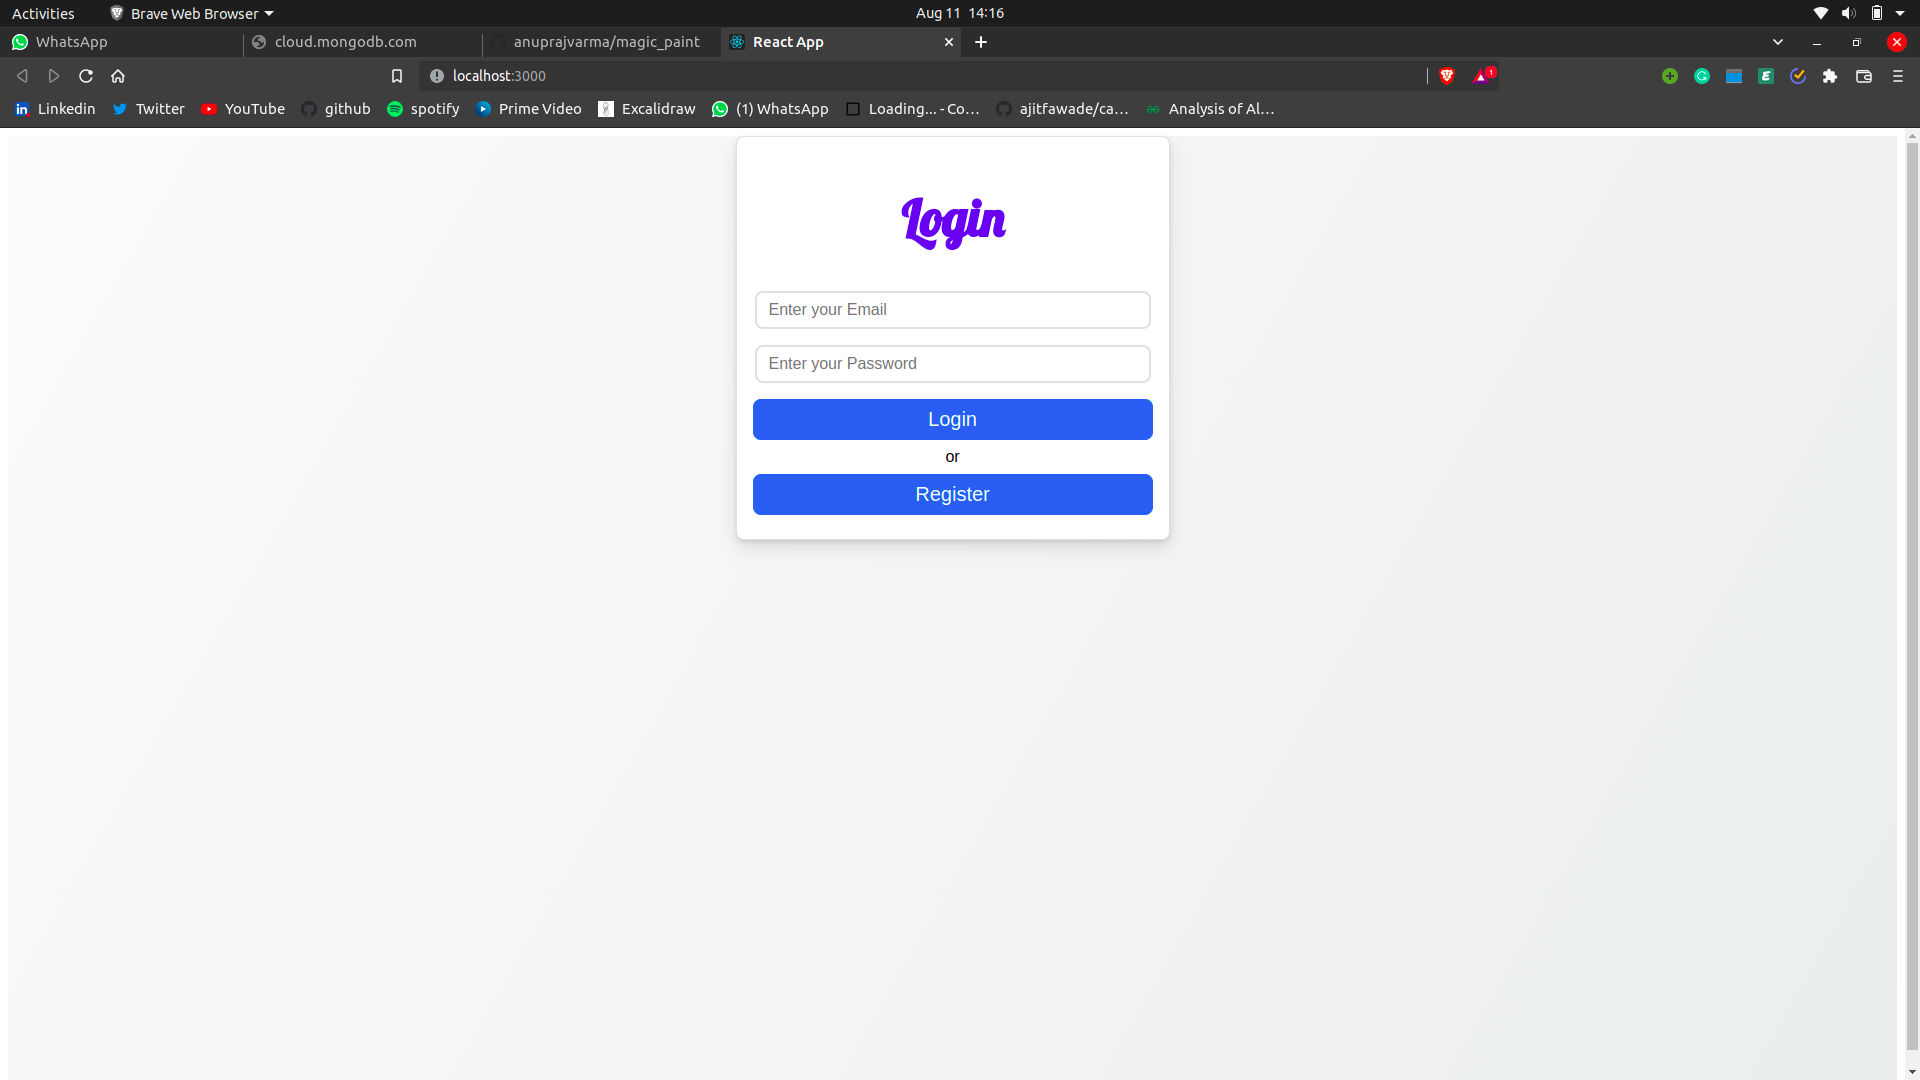 Activities Brave Web Browser Aug 11 14:16
WhatsApp cloud.mongodb.com anuprajvarma/magic_paint React App
localhost:3000 1
Linkedin Twitter YouTube github spotify Prime Video Excalidraw (1) WhatsApp Loading... - Co... ajitfawade/ca... Analysis of Al...
Login
Enter your Email
Enter your Password
Login
or
Register